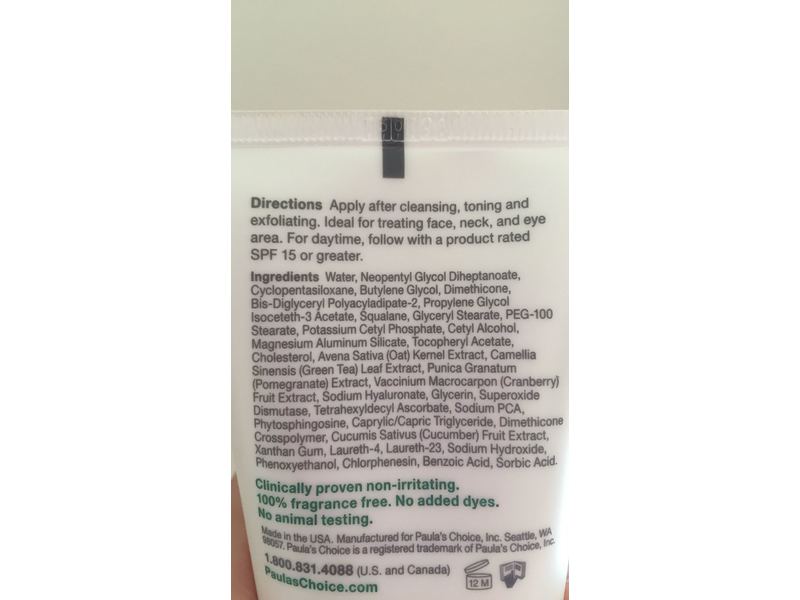 Directions Apply after cleansing, toning and
exfoliating. Ideal for treating face, neck, and eye
area. For daytime, follow with a product rated
SPF 15 or greater.
Ingredients Water, Neopentyl Glycol Diheptanoate,
Cyclopentasiloxane, Butylene Glycol, Dimethicone,
Bis-Diglyceryl Polyacyladipate-2, Propylene Glycol
Isoceteth-3 Acetate, Squalane, Glyceryl Stearate, PEG-100
Stearate, Potassium Cetyl Phosphate, Cetyl Alcohol,
Magnesium Aluminum Silicate, Tocopheryl Acetate,
Cholesterol, Avena Sativa (Oat) Kernel Extract, Camellia
Sinensis (Green Tea) Leaf Extract, Punica Granatum
(Pomegranate) Extract, Vaccinium Macrocarpon (Cranberry)
Fruit Extract, Sodium Hyaluronate, Glycerin, Superoxide
Dismutase, Tetrahexyldecyl Ascorbate, Sodium PCA,
Phytosphingosine, Caprylic/Capric Triglyceride, Dimethicone
Crosspolymer, Cucumis Sativus (Cucumber) Fruit Extract,
Xanthan Gum, Laureth-4, Laureth-23, Sodium Hydroxide,
Phenoxyethanol, Chlorphenesin, Benzoic Acid, Sorbic Acid.
Clinically proven non-irritating.
100% fragrance free. No added dyes.
No animal testing.
Made in the USA. Manufactured for Paula's Choice, Inc. Seattle, WA
98057. Paula's Choice is a registered trademark of Paula's Choice, Inc.
1.800.831.4088 (U.S. and Canada)
PaulasChoice.com
12 M